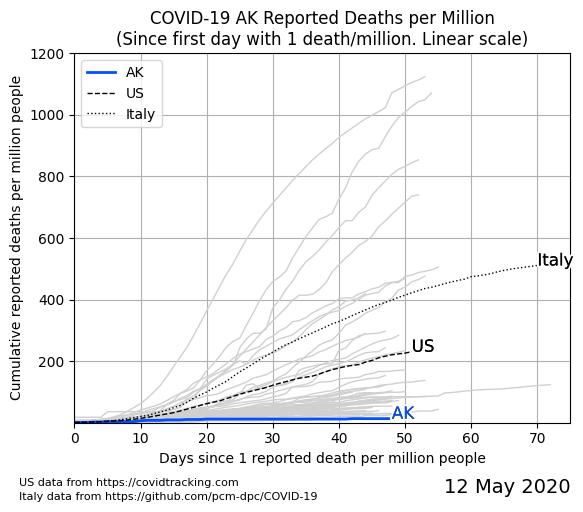 COVID-19 AK Reported Deaths per Million
(Since first day with 1 death/million. Linear scale)
Cumulative reported deaths per million people
1200
1000
800
600
400
200
AK
US
Italy
Italy
US
AK
0 10 20 30 40 50 60 70
Days since 1 reported death per million people
US data from https://covidtracking.com
Italy data from https://github.com/pcm-dpc/COVID-19
12 May 2020